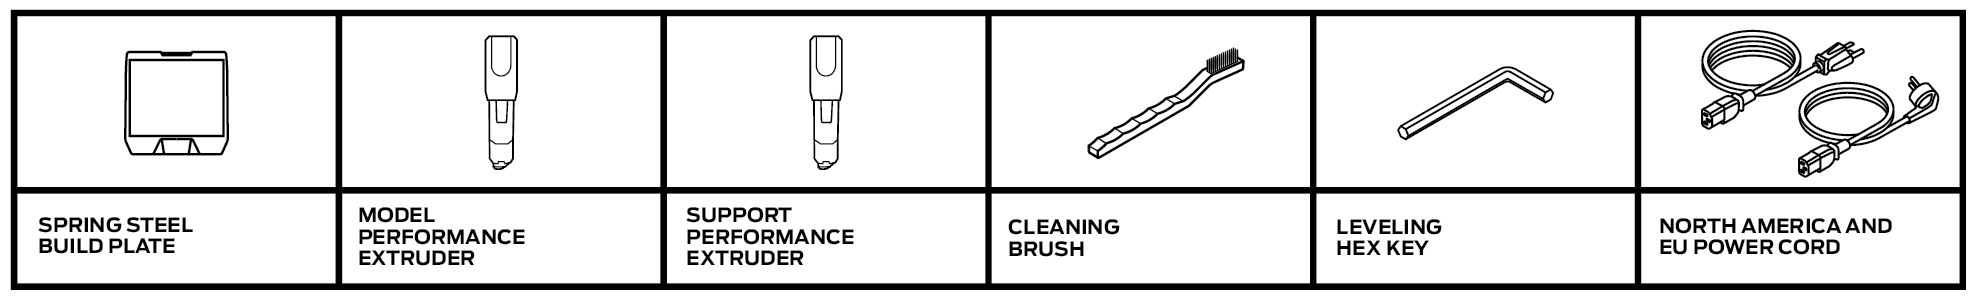 SPRING STEEL
BUILD PLATE
MODEL
PERFORMANCE
EXTRUDER
SUPPORT
PERFORMANCE
EXTRUDER
CLEANING
BRUSH
LEVELING
HEX KEY
NORTH AMERICA AND
EU POWER CORD